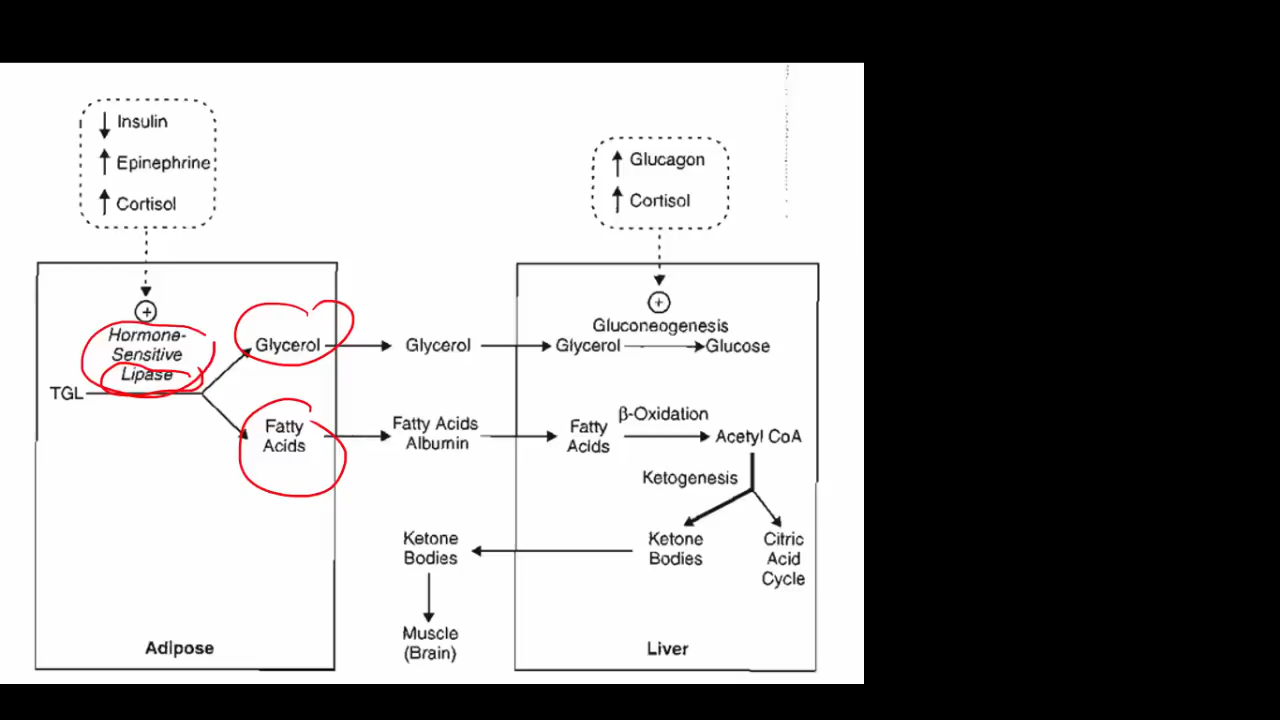 Insulin
Epinephrine
Cortisol
Glucagon
Cortisol
+
Hormone-
Sensitive
Lipase
TGL
Glycerol
Fatty
Acids
Glycerol
Fatty Acids
Albumin
+
Gluconeogenesis
Glycerol
Glucose
β-Oxidation
Fatty
Acids
Acetyl CoA
Ketogenesis
Ketone
Bodies
Citric
Acid
Cycle
Ketone
Bodies
Muscle
(Brain)
Adipose
Liver